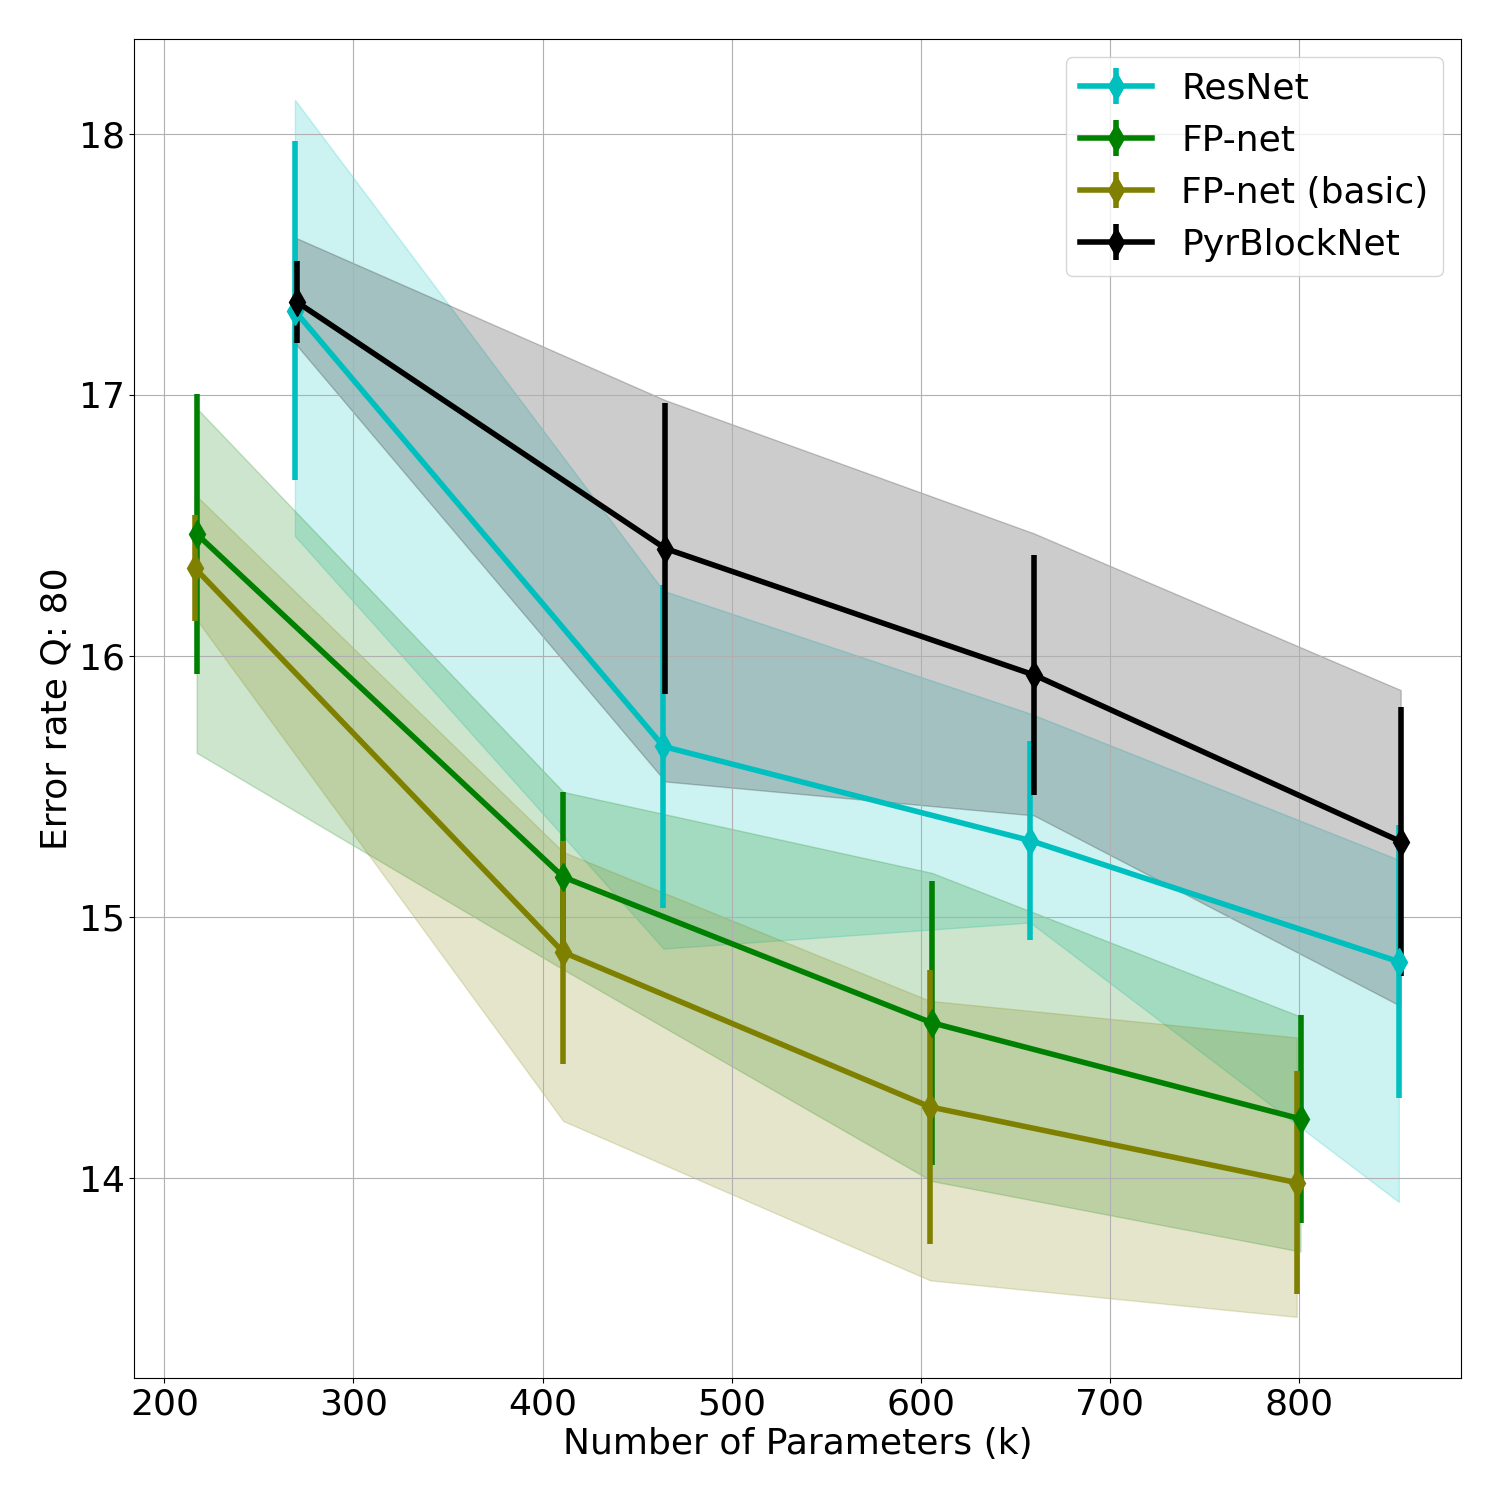 ResNet
FP-net
FP-net (basic)
PyrBlockNet
Error rate Q: 80
18
17
16
15
14
200 300 400 500 600 700 800
Number of Parameters (k)